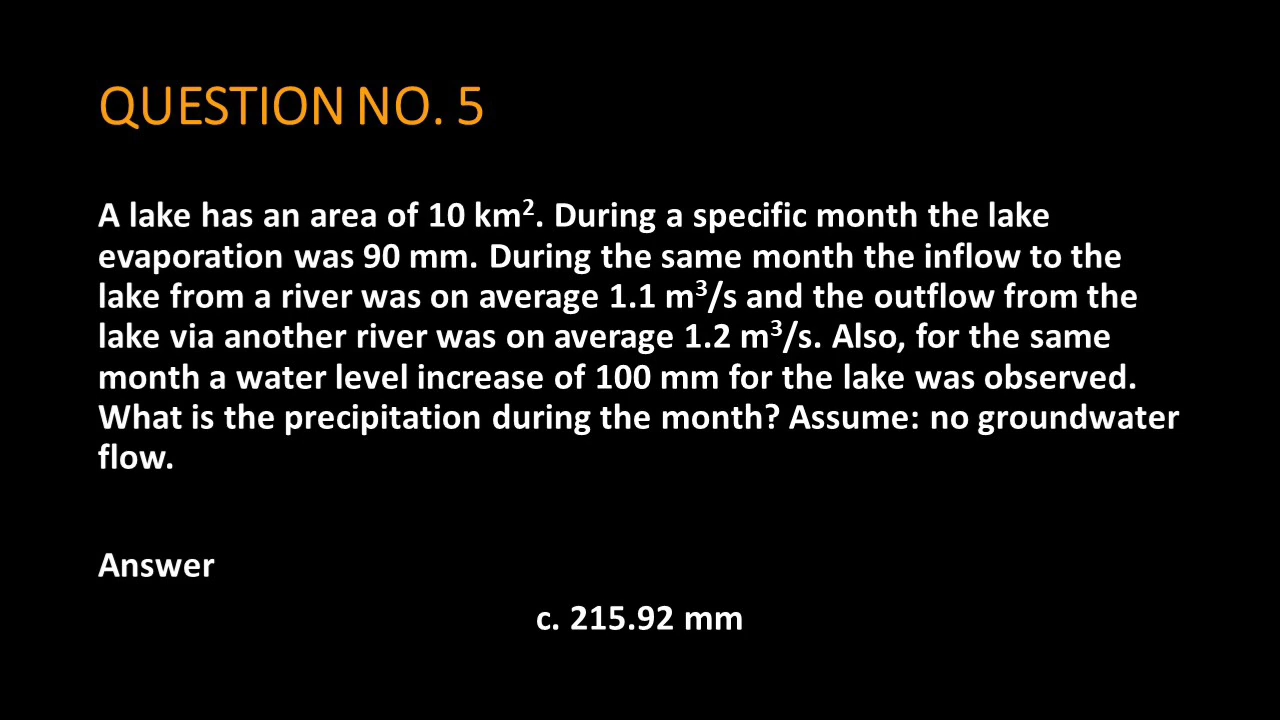 QUESTION NO. 5
A lake has an area of 10 km². During a specific month the lake
evaporation was 90 mm. During the same month the inflow to the
lake from a river was on average 1.1 m³/s and the outflow from the
lake via another river was on average 1.2 m³/s. Also, for the same
month a water level increase of 100 mm for the lake was observed.
What is the precipitation during the month? Assume: no groundwater
flow.
Answer
c. 215.92 mm